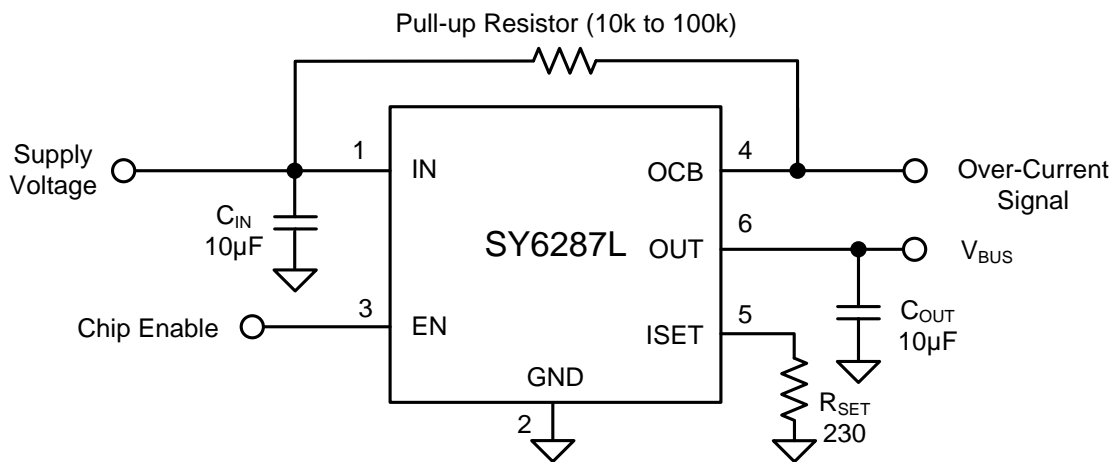 Pull-up Resistor (10k to 100k)
Supply
Voltage
1
IN
OCB
4
Over-Current
Signal
CIN
10µF
SY6287L
OUT
6
VBUS
Chip Enable
3
EN
ISET
5
COUT
10µF
GND
2
RSET
230